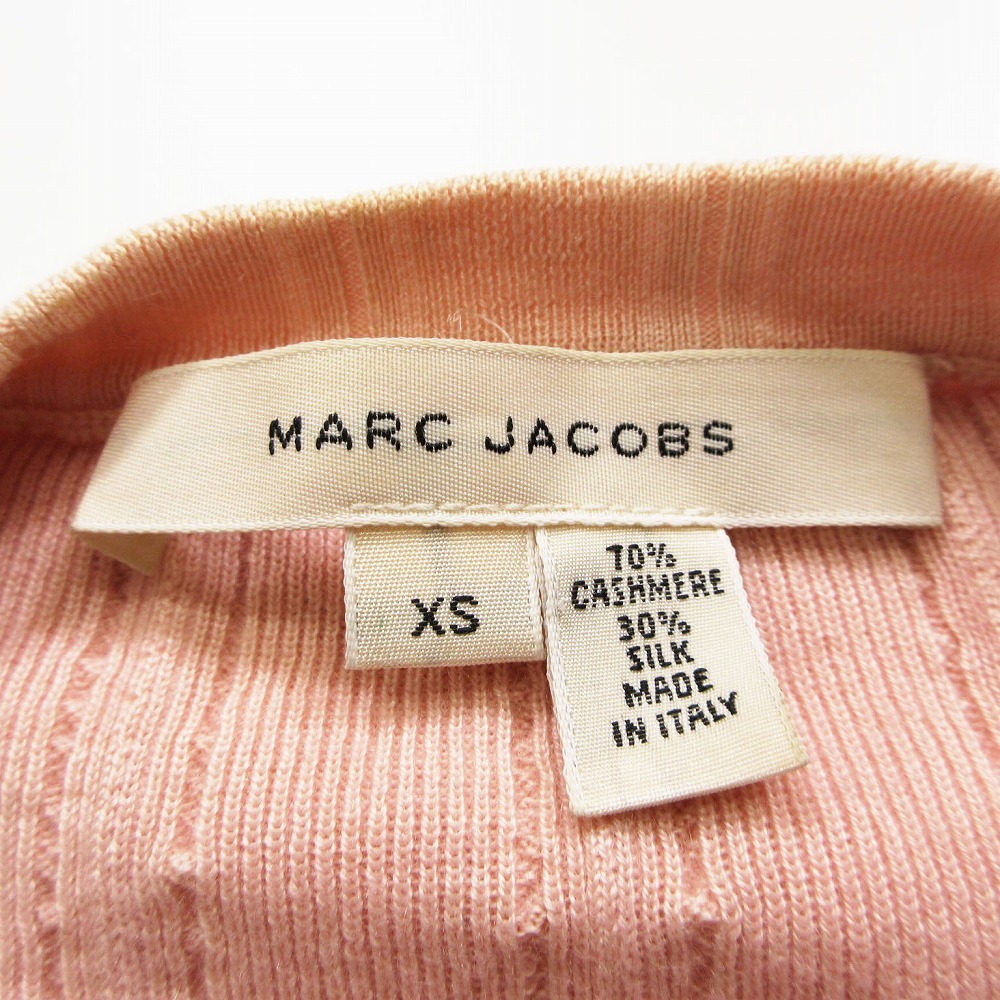 MARC JACOBS
XS
70%
CASHMERE
30%
SILK
MADE
IN ITALY